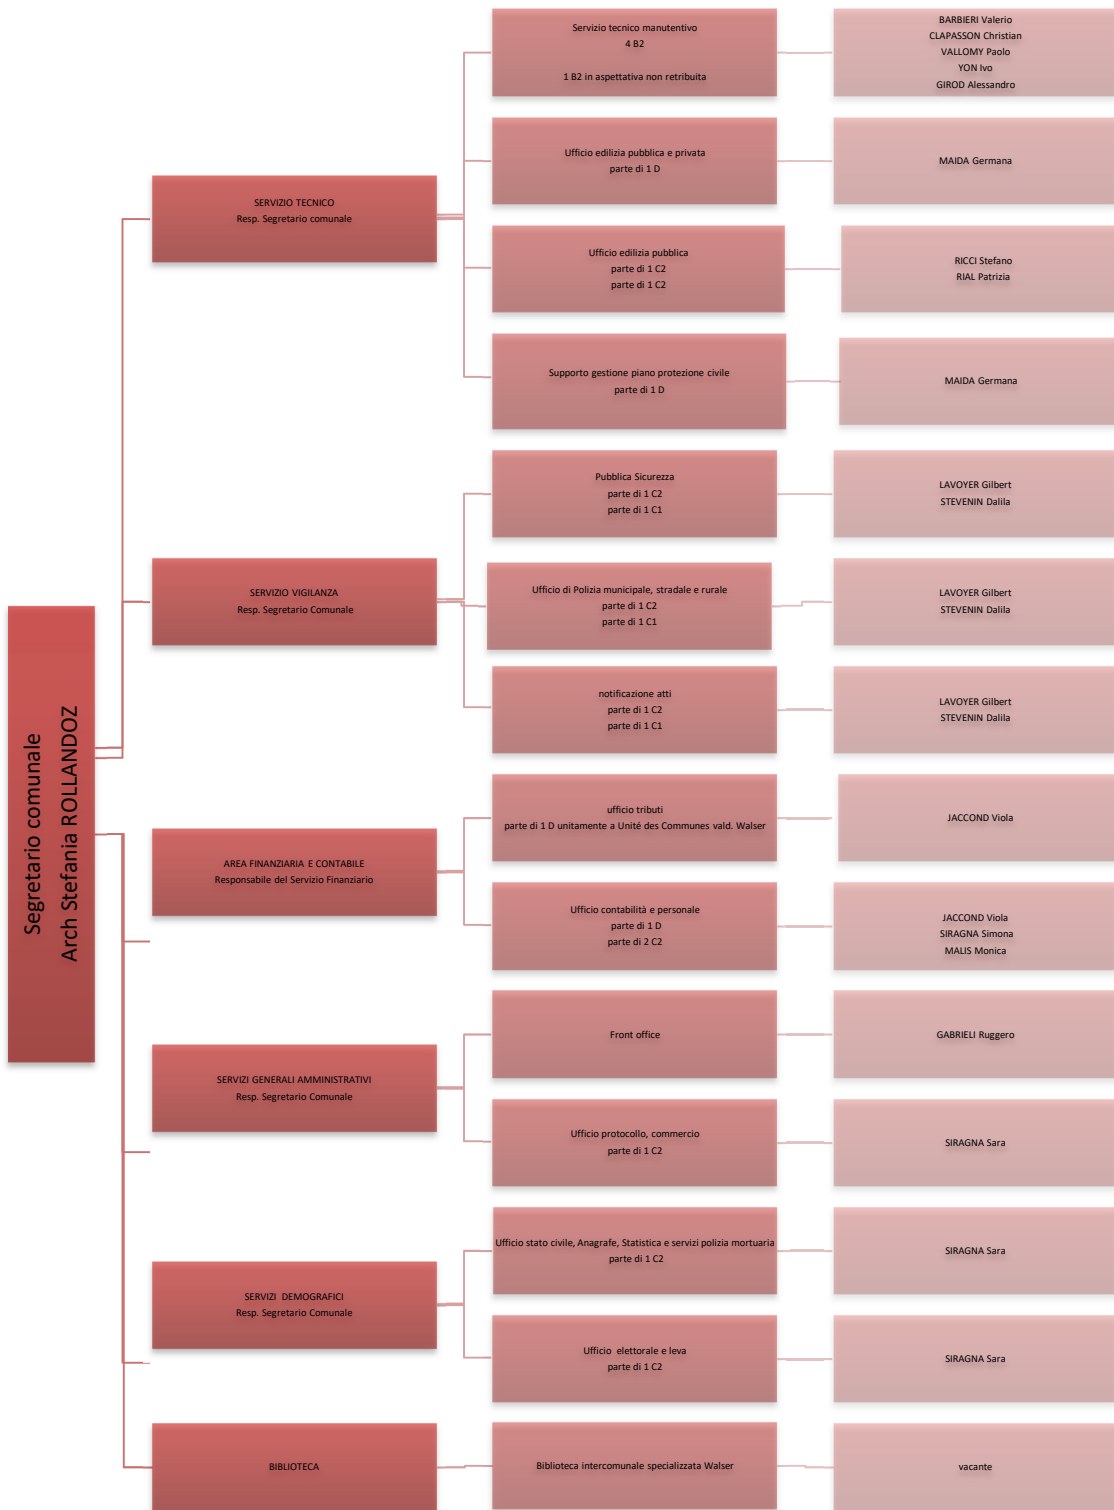 Segretario comunale
Arch Stefania ROLLANDOZ
SERVIZIO TECNICO
Resp. Segretario comunale
Servizio tecnico manutentivo
4 B2
1 B2 in aspettativa non retribuita
BARBIERI Valerio
CLAPASSON Christian
VALLOMY Paolo
YON Ivo
GIROD Alessandro
Ufficio edilizia pubblica e privata
parte di 1 D
MAIDA Germana
Ufficio edilizia pubblica
parte di 1 C2
parte di 1 C2
RICCI Stefano
RIAL Patrizia
Supporto gestione piano protezione civile
parte di 1 D
MAIDA Germana
SERVIZIO VIGILANZA
Resp. Segretario Comunale
Pubblica Sicurezza
parte di 1 C2
parte di 1 C1
LAVOYER Gilbert
STEVENIN Dalila
Ufficio di Polizia municipale, stradale e rurale
parte di 1 C2
parte di 1 C1
LAVOYER Gilbert
STEVENIN Dalila
notificazione atti
parte di 1 C2
parte di 1 C1
LAVOYER Gilbert
STEVENIN Dalila
AREA FINANZIARIA E CONTABILE
Responsabile del Servizio Finanziario
ufficio tributi
parte di 1 D unitamente a Unité des Communes vald. Walser
JACCOND Viola
Ufficio contabilità e personale
parte di 1 D
parte di 2 C2
JACCOND Viola
SIRAGNA Simona
MALIS Monica
SERVIZI GENERALI AMMINISTRATIVI
Resp. Segretario Comunale
Front office
GABRIELI Ruggero
Ufficio protocollo, commercio
parte di 1 C2
SIRAGNA Sara
SERVIZI DEMOGRAFICI
Resp. Segretario Comunale
Ufficio stato civile, Anagrafe, Statistica e servizi polizia mortuaria
parte di 1 C2
SIRAGNA Sara
Ufficio elettorale e leva
parte di 1 C2
SIRAGNA Sara
BIBLIOTECA
Biblioteca intercomunale specializzata Walser
vacante